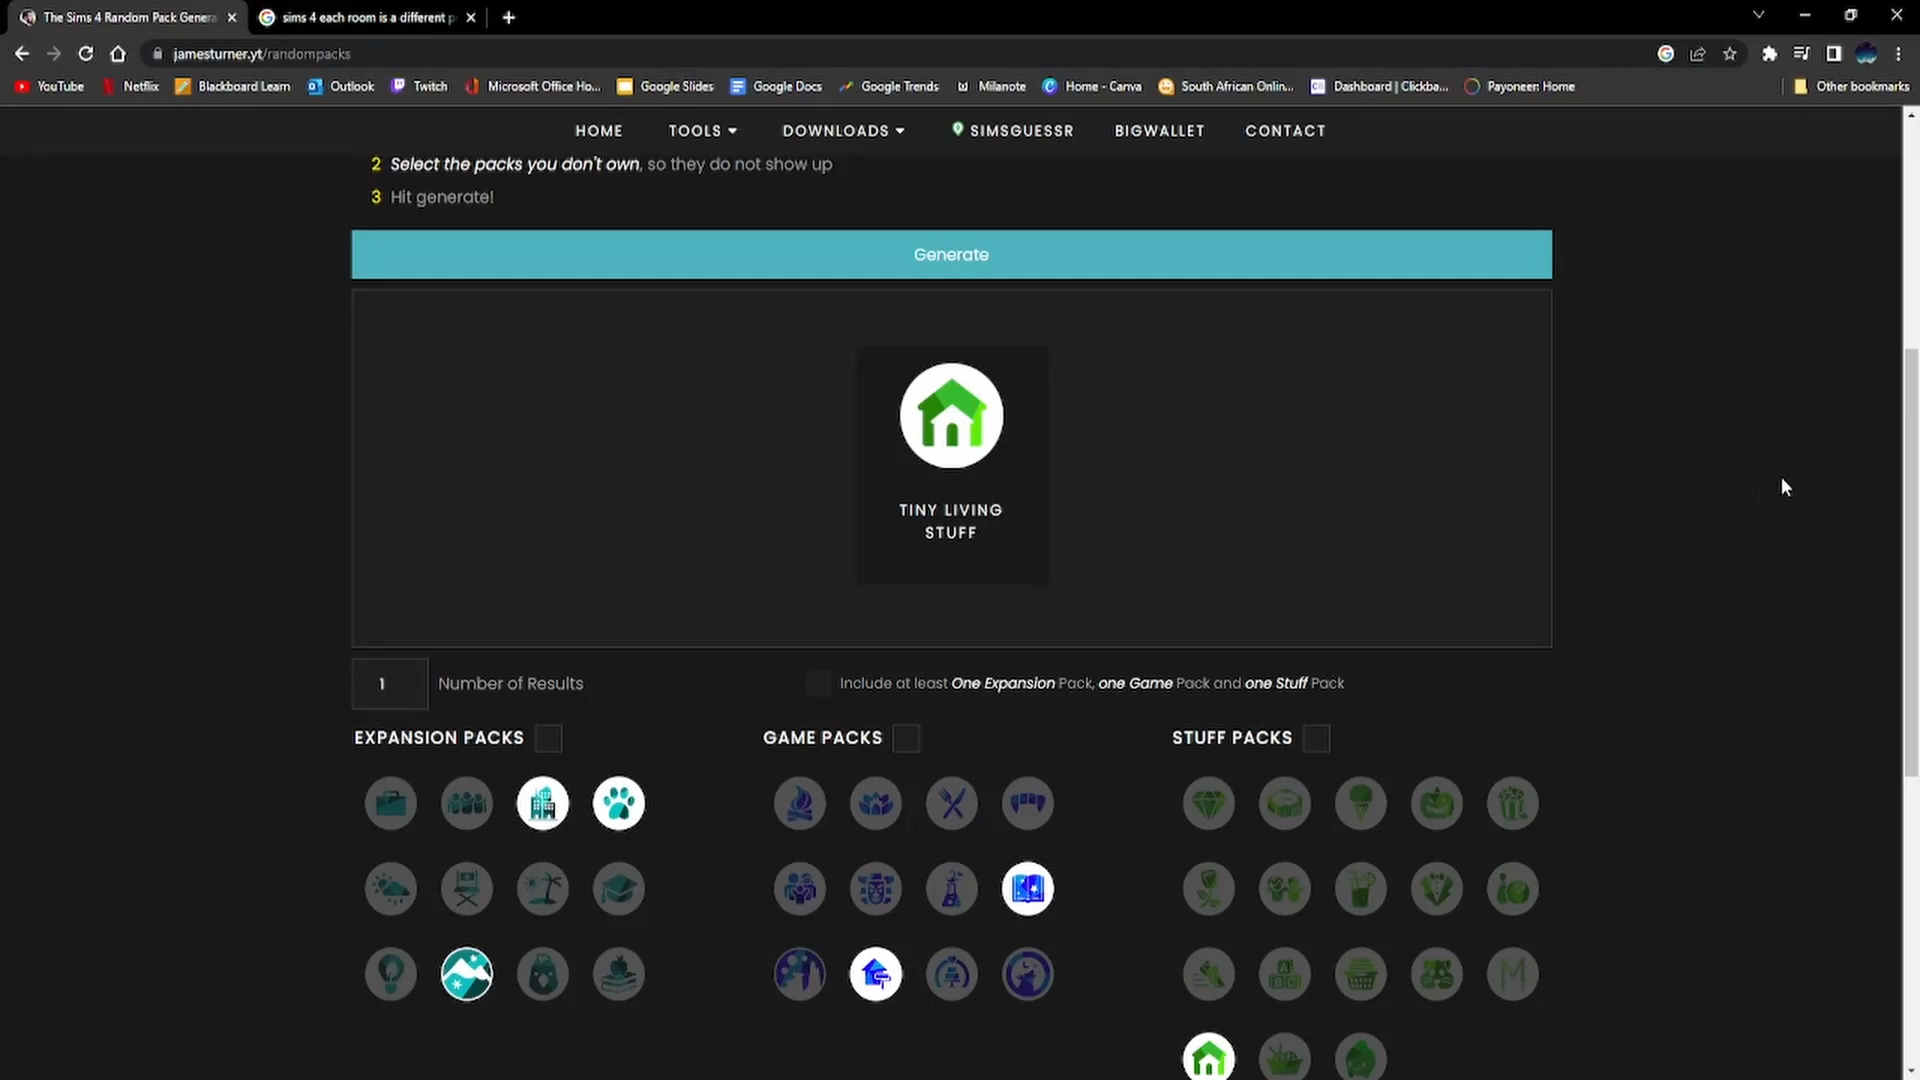 The Sims 4 Random Pack Genera
sims 4 each room is a different p
jamesturner.yt/randompacks
YouTube Netflix Blackboard Learn Outlook Twitch Microsoft Office Ho... Google Slides Google Docs Google Trends Milanote Home - Canva South African Onlin... Dashboard | Clickba... Payoneer: Home Other bookmarks
HOME TOOLS DOWNLOADS SIMSGUESSR BIGWALLET CONTACT
2 Select the packs you don't own, so they do not show up
3 Hit generate!
Generate
TINY LIVING
STUFF
1 Number of Results
Include at least One Expansion Pack, one Game Pack and one Stuff Pack
EXPANSION PACKS GAME PACKS STUFF PACKS